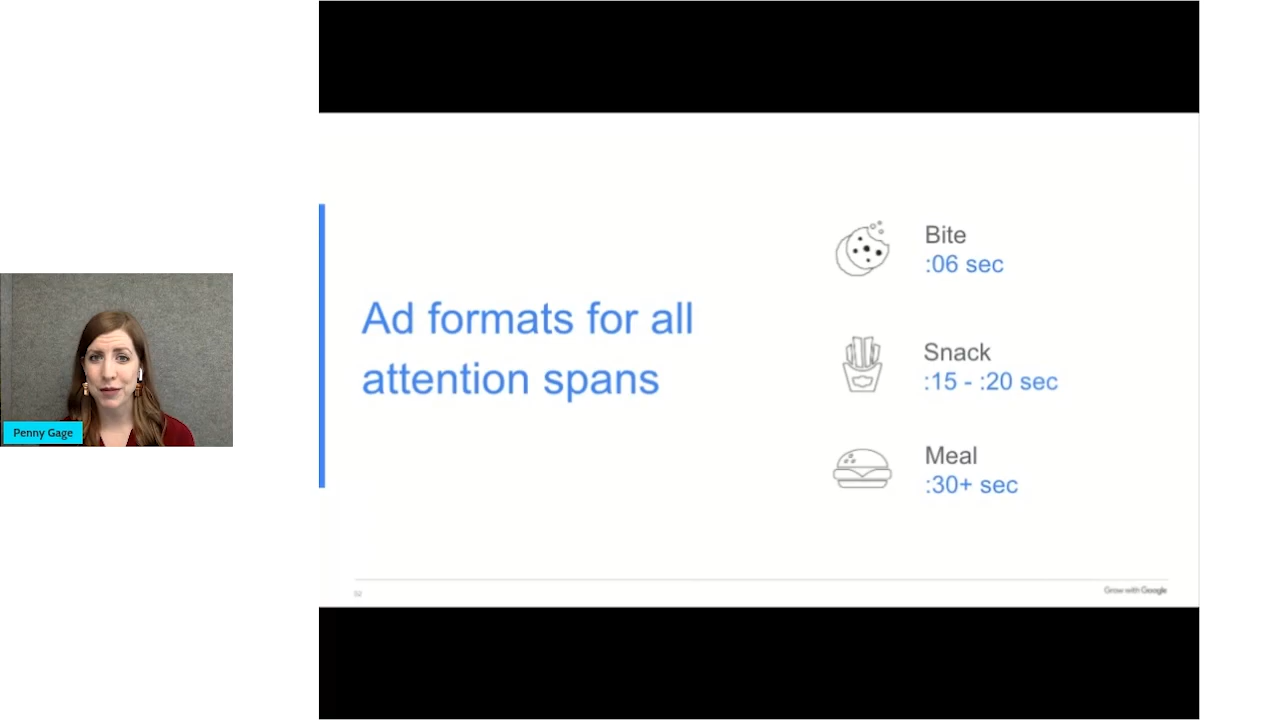 Ad formats for all
attention spans
Bite
:06 sec
Snack
:15 - :20 sec
Meal
:30+ sec
Penny Gage
Grow with Google